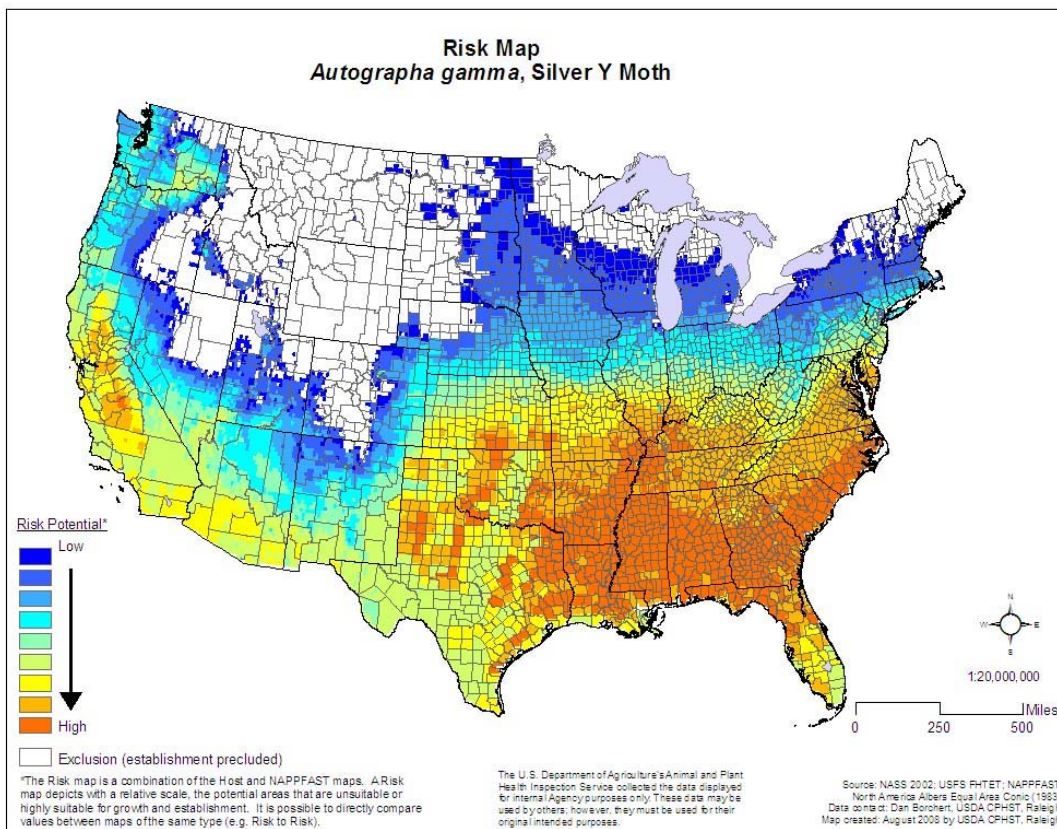 Risk Map
Autographa gamma, Silver Y Moth
Risk Potential*
Low
High
Exclusion (establishment precluded)
*The Risk map is a combination of the Host and NAPPFAST maps. A Risk
map depicts with a relative scale, the potential areas that are unsuitable or
highly suitable for growth and establishment. It is possible to directly compare
values between maps of the same type (e.g. Risk to Risk).
The U.S. Department of Agriculture's Animal and Plant
Health Inspection Service collected the data displayed
for internal Agency purposes only. These data may be
used by others; however, they must be used for their
original intended purposes.
N
W E
S
1:20,000,000
Miles
0 250 500
Source: NASS 2002; USFS FHTET; NAPPFAST
North America Albers Equal Area Conic (1983)
Data contact: Dan Borchert, USDA CPHST, Raleigh
Map created: August 2008 by USDA CPHST, Raleigh